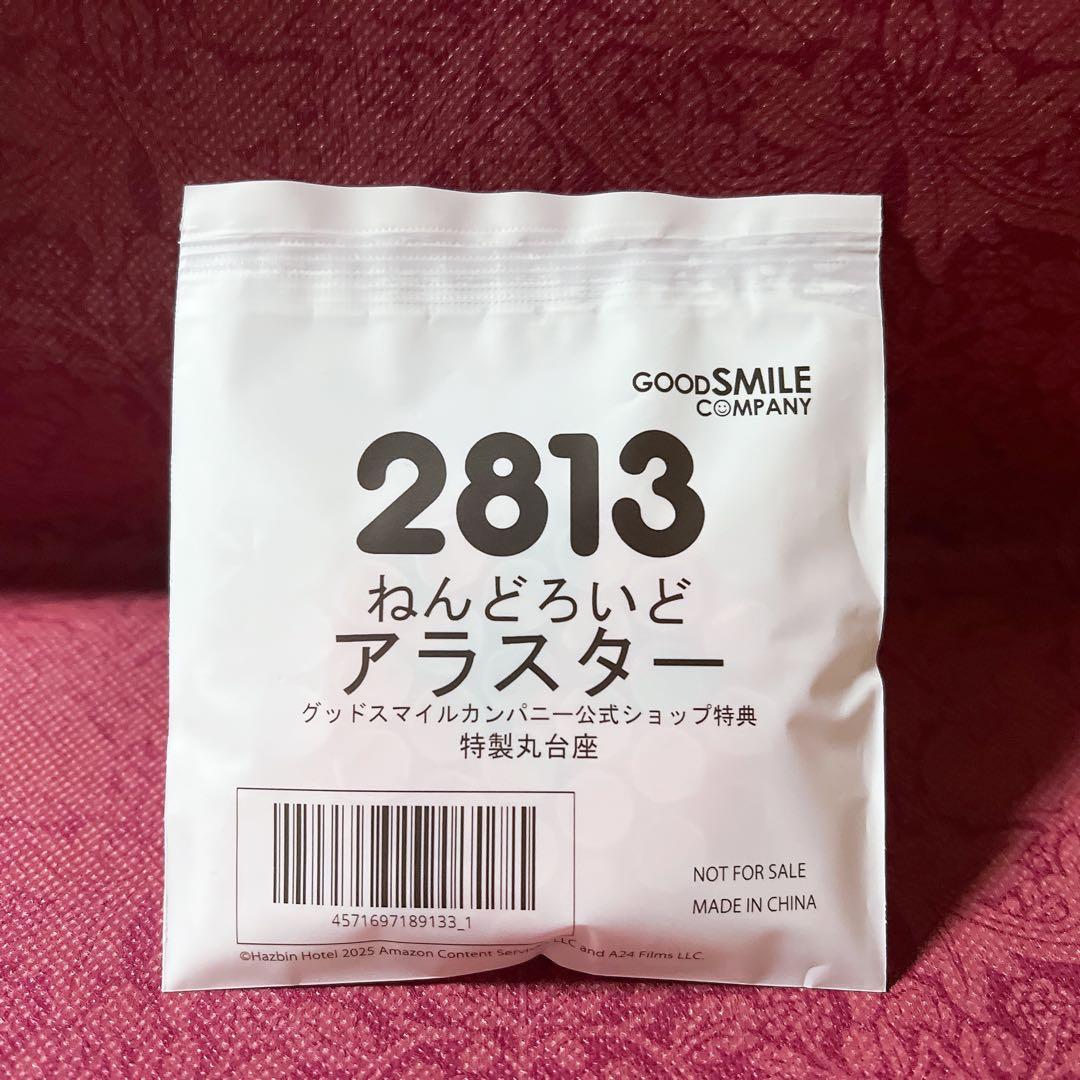 GOODSMILE
COMPANY
2813
ねんどろいど
アラスター
グッドスマイルカンパニー公式ショップ特典
特製丸台座
4571697189133_1
NOT FOR SALE
MADE IN CHINA
©Hazbin Hotel 2025 Amazon Content LLC and A24 Films LLC.